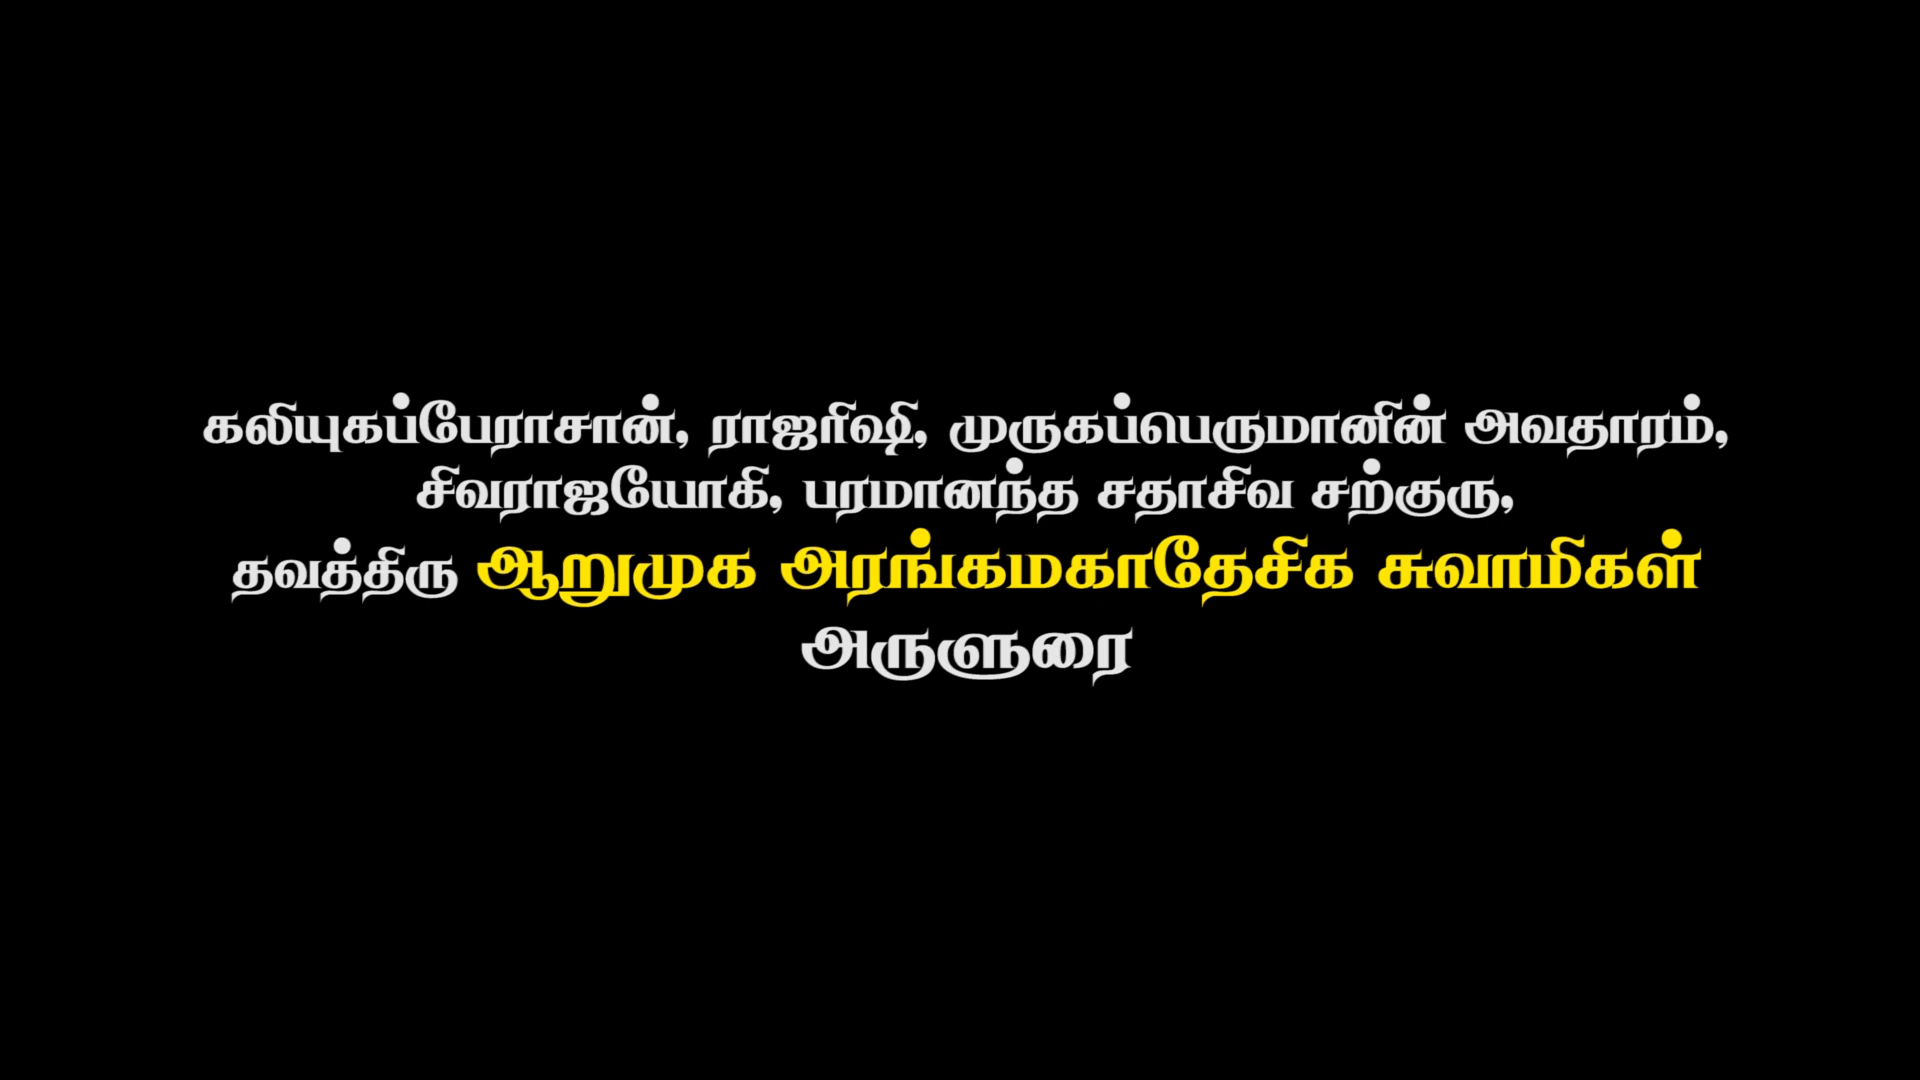 கலியுகப்பேராசான், ராஜரிஷி, முருகப்பெருமானின் அவதாரம்,
சிவராஜயோகி, பரமானந்த சதாசிவ சற்குரு,
தவத்திரு ஆறுமுக அரங்கமகாதேசிக சுவாமிகள்
அருளுரை